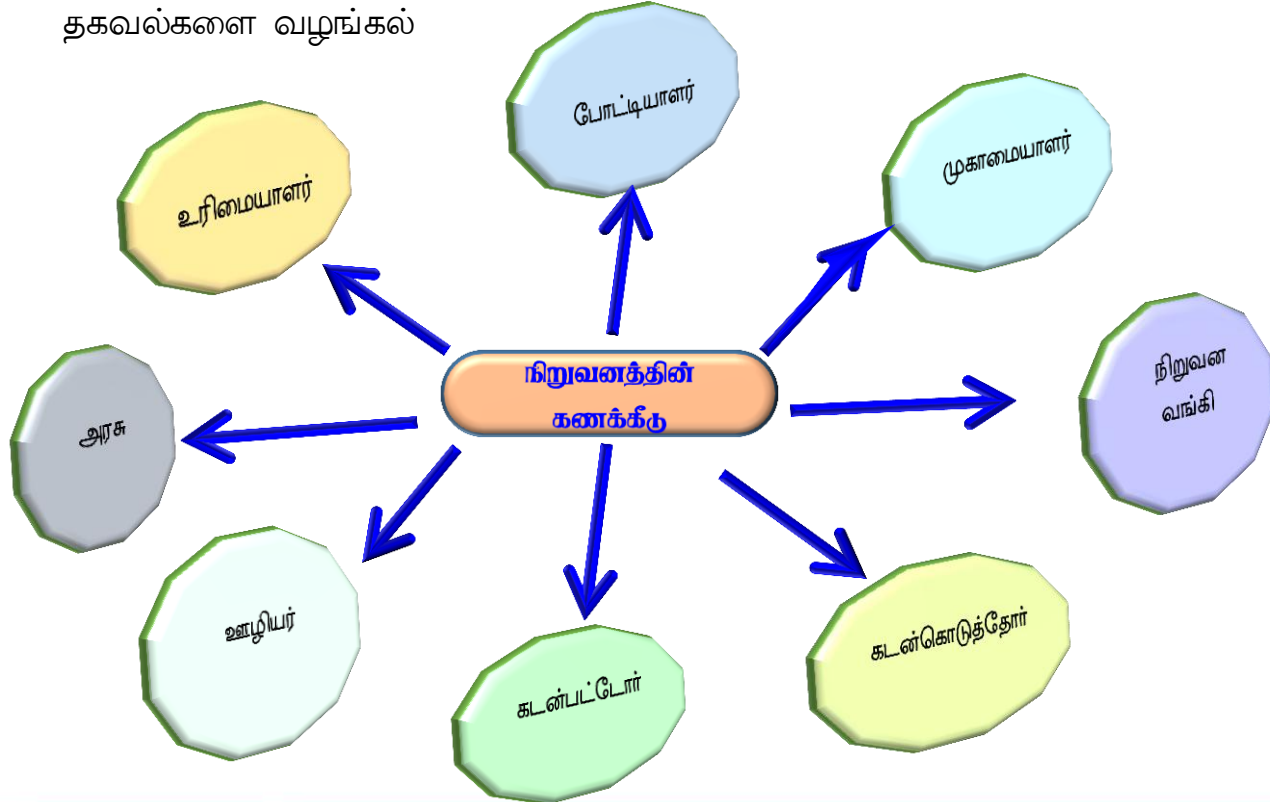 தகவல்களை வழங்கல்
போட்டியாளர்
முகாமையாளர்
உரிமையாளர்
நிறுவன
வங்கி
நிறுவனத்தின்
கணக்கீடு
அரசு
ஊழியர்
கடன்கொடுத்தோர்
கடன்பட்டோர்